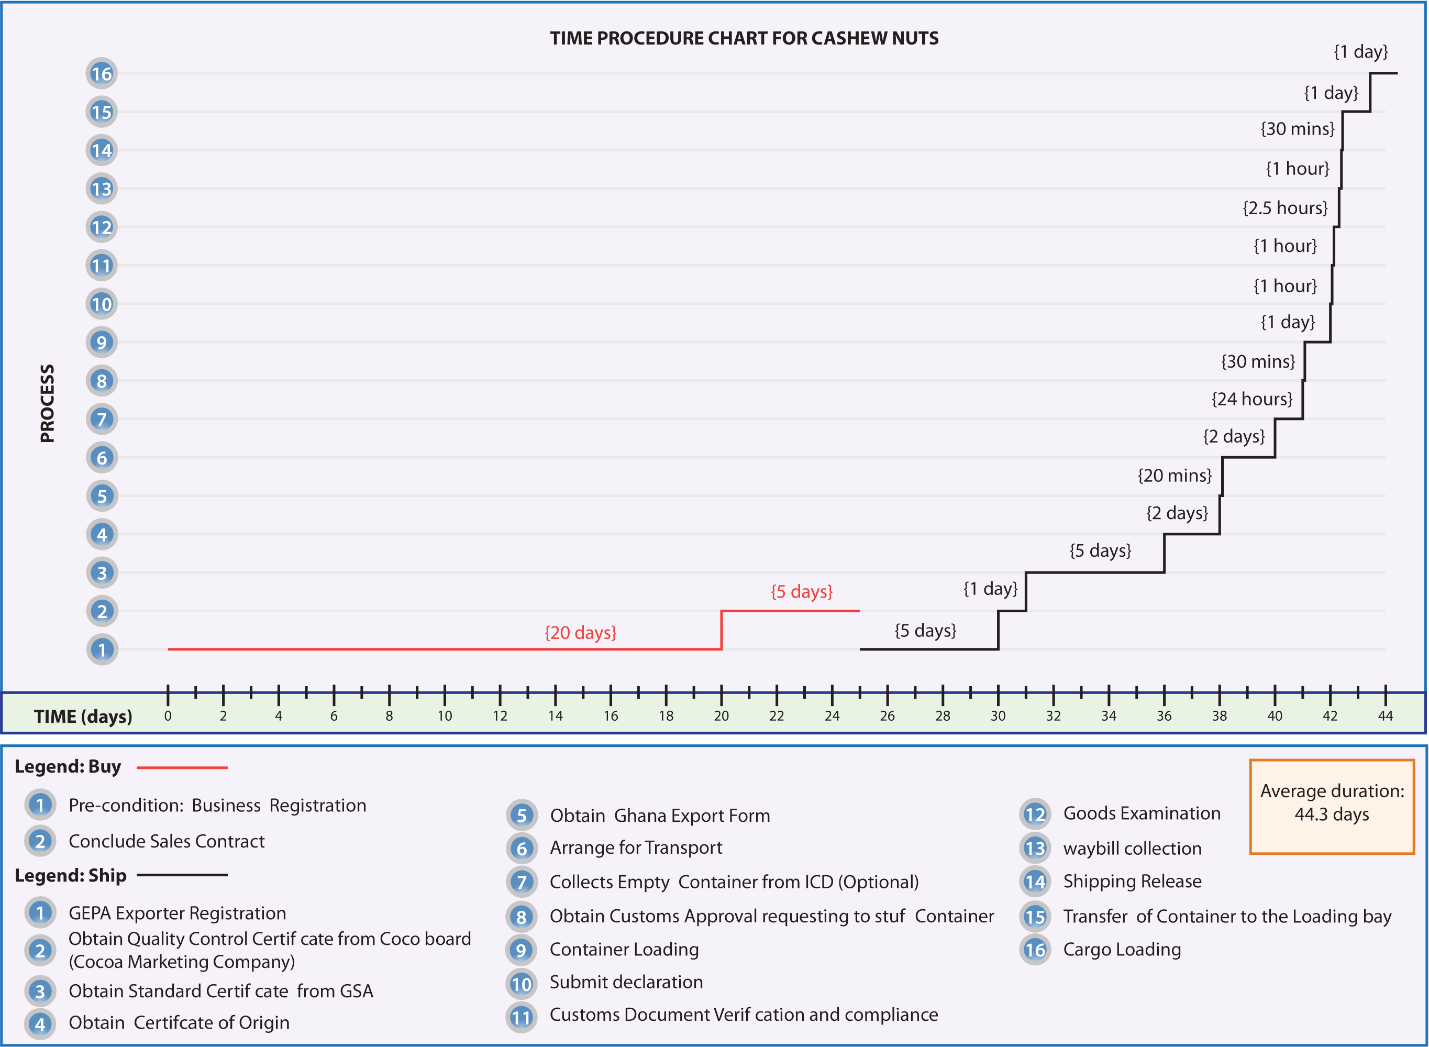 TIME PROCEDURE CHART FOR CASHEW NUTS
{1 day}
16
{1 day}
15
{30 mins}
14
{1 hour}
13
{2.5 hours}
12
{1 hour}
11
{1 hour}
10
{1 day}
9
{30 mins}
8
{24 hours}
7
{2 days}
6
{20 mins}
5
{2 days}
4
{5 days}
3
{1 day}
{5 days}
2
{20 days}
{5 days}
1
PROCESS
TIME (days) 0 2 4 6 8 10 12 14 16 18 20 22 24 26 28 30 32 34 36 38 40 42 44
Legend: Buy
1 Pre-condition: Business Registration
2 Conclude Sales Contract
Legend: Ship
1 GEPA Exporter Registration
2 Obtain Quality Control Certif cate from Coco board
(Cocoa Marketing Company)
3 Obtain Standard Certif cate from GSA
4 Obtain Certifcate of Origin
5 Obtain Ghana Export Form
6 Arrange for Transport
7 Collects Empty Container from ICD (Optional)
8 Obtain Customs Approval requesting to stuf Container
9 Container Loading
10 Submit declaration
11 Customs Document Verif cation and compliance
12 Goods Examination
13 waybill collection
14 Shipping Release
15 Transfer of Container to the Loading bay
16 Cargo Loading
Average duration:
44.3 days